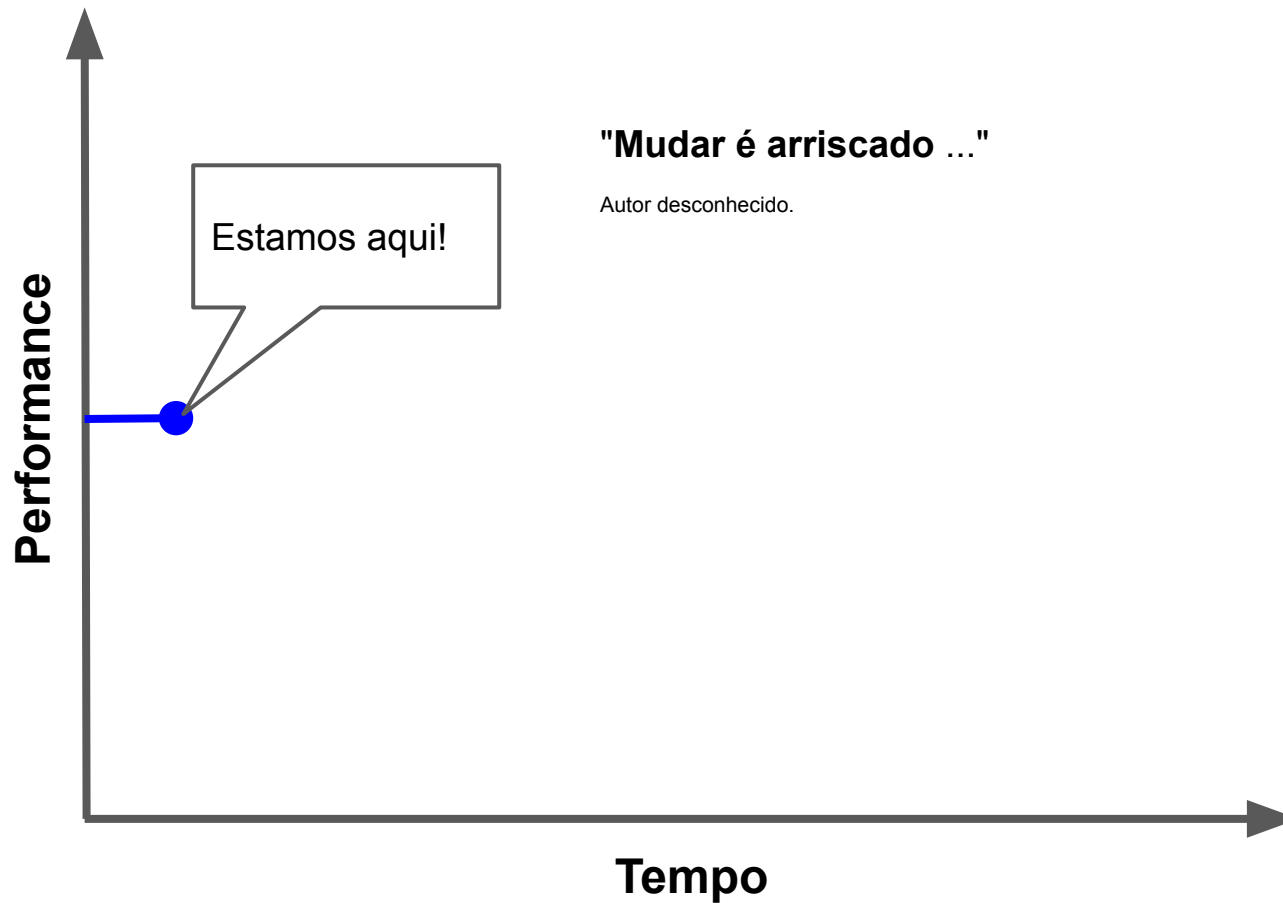 "Mudar é arriscado ..."
Autor desconhecido.
Estamos aqui!
Performance
Tempo